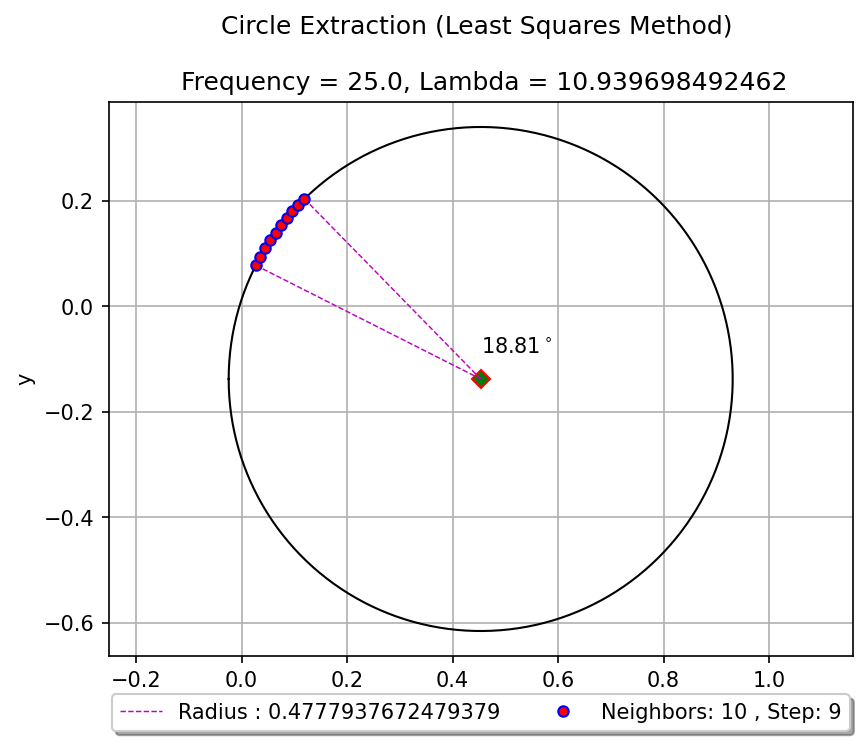 Circle Extraction (Least Squares Method)
Frequency = 25.0, Lambda = 10.939698492462
0.2
0.0
−0.2
−0.4
−0.6
y
18.81°
−0.2 0.0 0.2 0.4 0.6 0.8 1.0
Radius : 0.4777937672479379 Neighbors: 10 , Step: 9